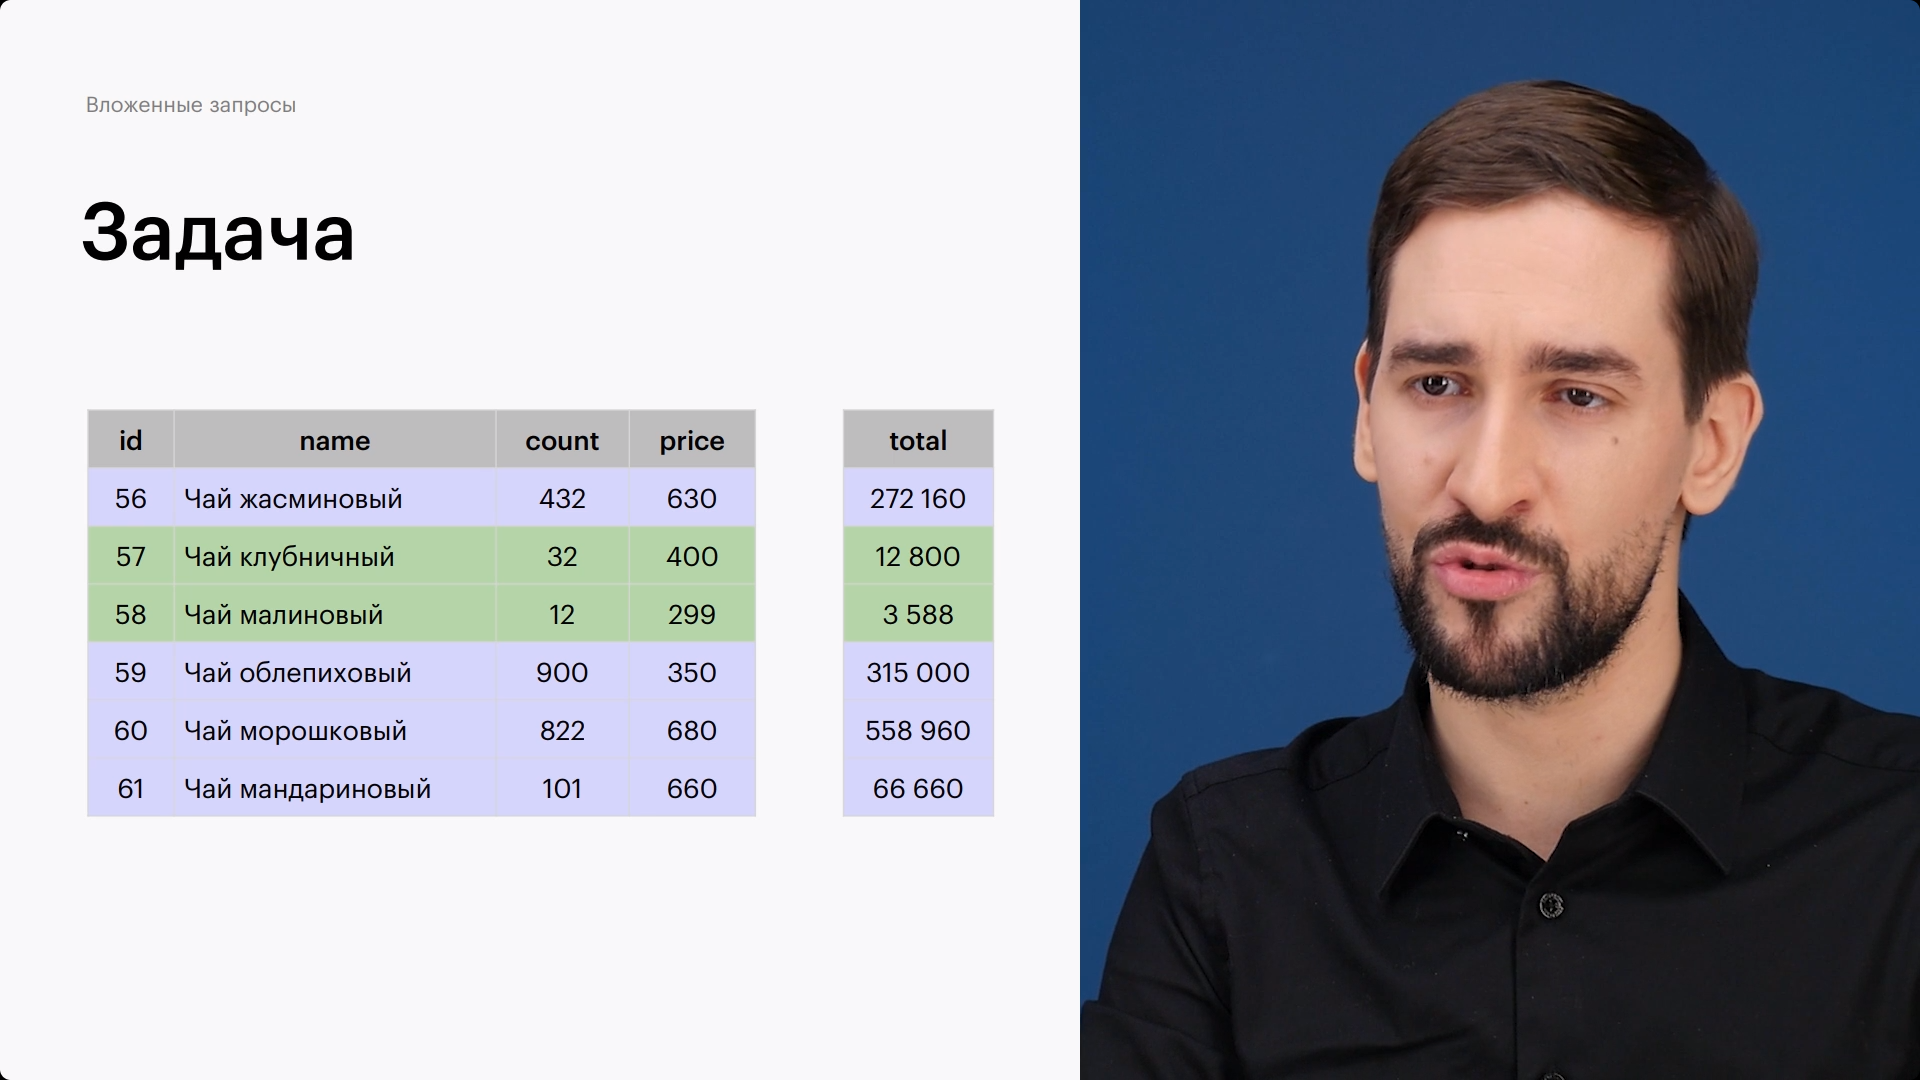 Вложенные запросы
Задача
id name count price total
56 Чай жасминовый 432 630 272 160
57 Чай клубничный 32 400 12 800
58 Чай малиновый 12 299 3 588
59 Чай облепиховый 900 350 315 000
60 Чай морошковый 822 680 558 960
61 Чай мандариновый 101 660 66 660